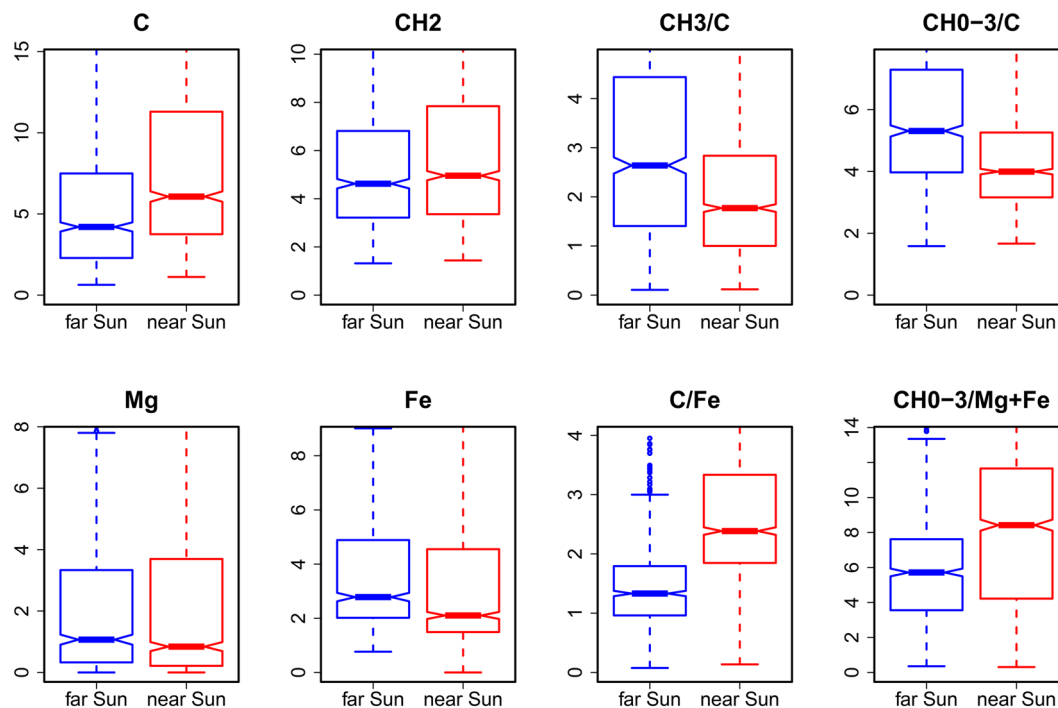 C CH2 CH3/C CH0−3/C
15 10 5 0
10 8 6 4 2 0
4 3 2 1 0
6 4 2 0
far Sun near Sun far Sun near Sun far Sun near Sun far Sun near Sun
Mg Fe C/Fe CH0−3/Mg+Fe
8 6 4 2 0
8 6 4 2 0
4 3 2 1 0
14 12 10 8 6 4 2 0
far Sun near Sun far Sun near Sun far Sun near Sun far Sun near Sun